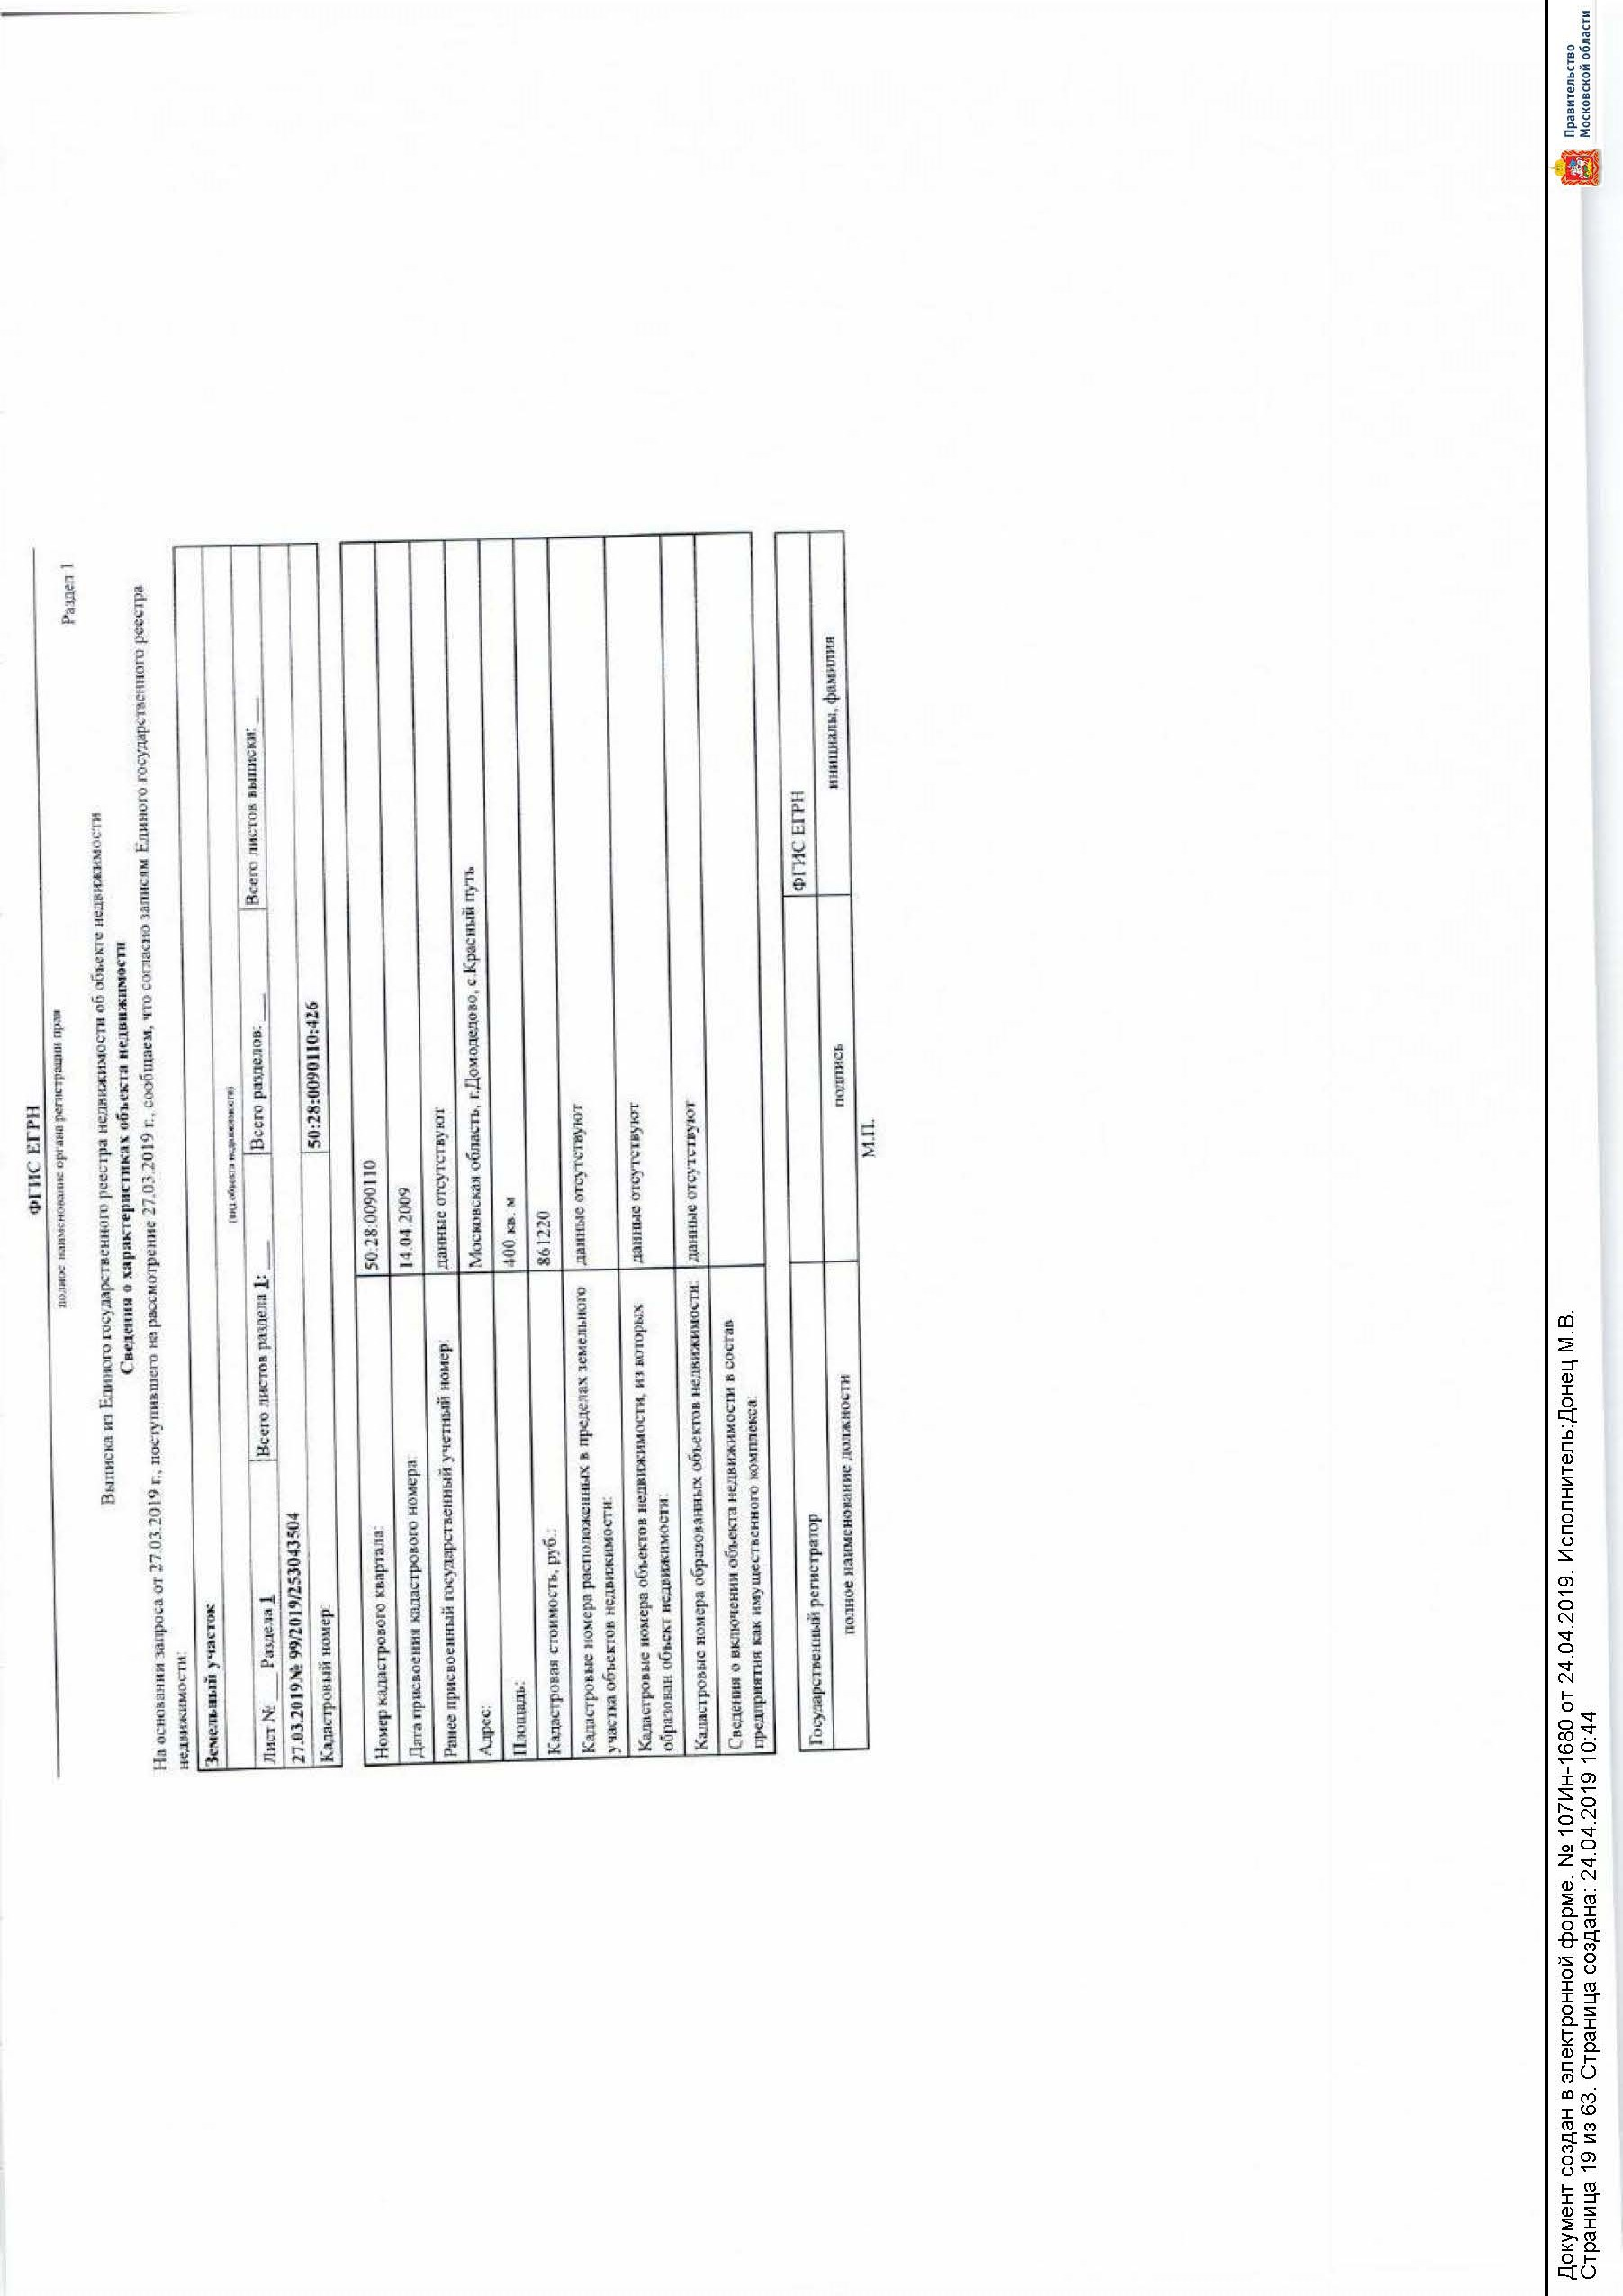 ФГИС ЕГРН
полное наименование органа регистрации прав
Раздел 1
Выписка из Единого государственного реестра недвижимости об объекте недвижимости
Сведения о характеристиках объекта недвижимости
На основании запроса от 27.03.2019 г., поступившего на рассмотрение 27.03.2019 г., сообщаем, что согласно записям Единого государственного реестра
недвижимости:
Земельный участок
(вид объекта недвижимости)
Лист № ___ Раздела 1 Всего листов раздела 1: ___ Всего разделов: ___ Всего листов выписки: ___
27.03.2019 № 99/2019/253043504
Кадастровый номер: 50:28:0090110:426
Номер кадастрового квартала: 50:28:0090110
Дата присвоения кадастрового номера: 14.04.2009
Ранее присвоенный государственный учетный номер: данные отсутствуют
Адрес: Московская область, г.Домодедово, с.Красный путь
Площадь: 400 кв. м
Кадастровая стоимость, руб.: 861220
Кадастровые номера расположенных в пределах земельного данные отсутствуют
участка объектов недвижимости:
Кадастровые номера объектов недвижимости, из которых данные отсутствуют
образован объект недвижимости:
Кадастровые номера образованных объектов недвижимости: данные отсутствуют
Сведения о включении объекта недвижимости в состав
предприятия как имущественного комплекса:
Государственный регистратор ФГИС ЕГРН
полное наименование должности подпись инициалы, фамилия
М.П.
Документ создан в электронной форме. № 107Ин-1680 от 24.04.2019. Исполнитель:Донец М.В.
Страница 19 из 63. Страница создана: 24.04.2019 10:44
Правительство
Московской области